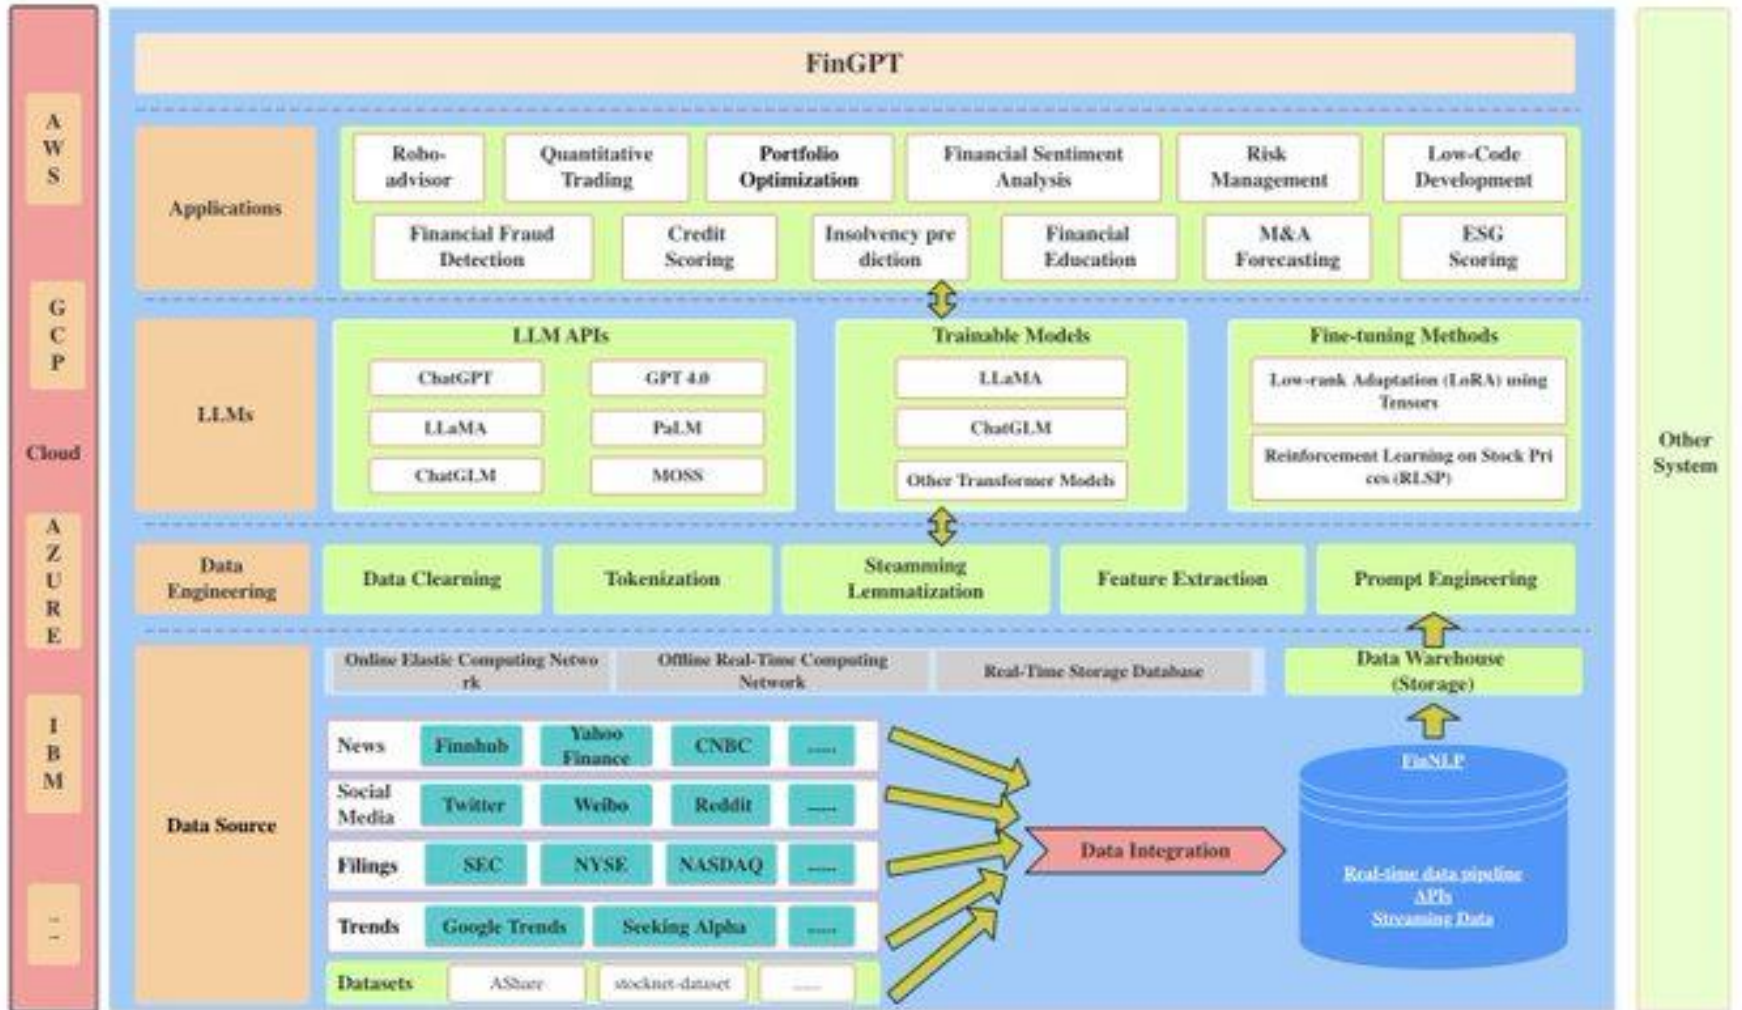 FinGPT
A
W
S
G
C
P
Cloud
A
Z
U
R
E
I
B
M
...
Applications
Robo-
advisor
Quantitative
Trading
Portfolio
Optimization
Financial Sentiment
Analysis
Risk
Management
Low-Code
Development
Financial Fraud
Detection
Credit
Scoring
Insolvency pre
diction
Financial
Education
M&A
Forecasting
ESG
Scoring
LLMs
LLM APIs
ChatGPT
GPT 4.0
LLaMA
PaLM
ChatGLM
MOSS
Trainable Models
LLaMA
ChatGLM
Other Transformer Models
Fine-tuning Methods
Low-rank Adaptation (LoRA) using
Tensors
Reinforcement Learning on Stock Pri
ces (RLSP)
Data
Engineering
Data Clearning
Tokenization
Steamming
Lemmatization
Feature Extraction
Prompt Engineering
Data Source
Online Elastic Computing Netwo
rk
Offline Real-Time Computing
Network
Real-Time Storage Database
Data Warehouse
(Storage)
News
Finnhub
Yahoo
Finance
CNBC
......
Social
Media
Twitter
Weibo
Reddit
......
Filings
SEC
NYSE
NASDAQ
......
Trends
Google Trends
Seeking Alpha
......
Datasets
AShare
stocknet-dataset
......
Data Integration
FinNLP
Real-time data pipeline
APIs
Streaming Data
Other
System